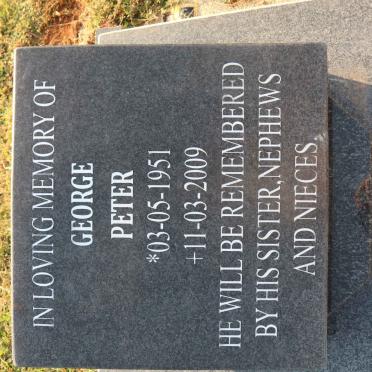 IN LOVING MEMORY OF
GEORGE
PETER
*03-05-1951
+11-03-2009
HE WILL BE REMEMBERED
BY HIS SISTER,NEPHEWS
AND NIECES